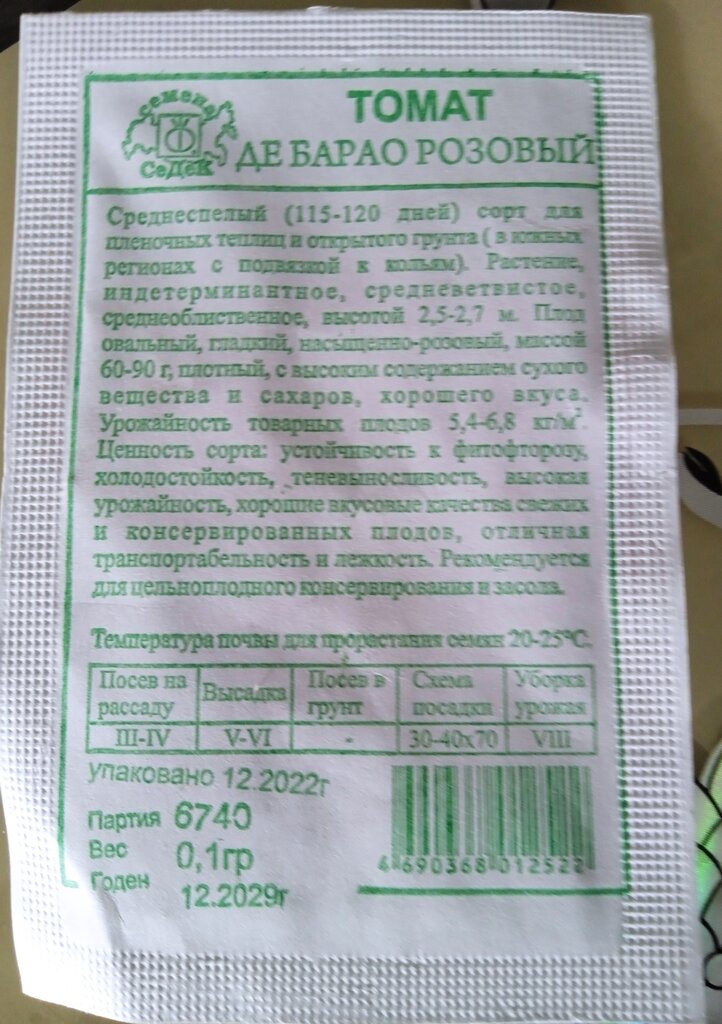 семена
СеДеК
ТОМАТ
ДЕ БАРАО РОЗОВЫЙ
Среднеспелый (115-120 дней) сорт для
пленочных теплиц и открытого грунта ( в южных
регионах с подвязкой к кольям). Растение,
индетерминантное, средневетвистое,
среднеоблиственное, высотой 2,5-2,7 м. Плод
овальный, гладкий, насыщенно-розовый, массой
60-90 г, плотный, с высоким содержанием сухого
вещества и сахаров, хорошего вкуса.
Урожайность товарных плодов 5,4-6,8 кг/м².
Ценность сорта: устойчивость к фитофторозу,
холодостойкость, теневыносливость, высокая
урожайность, хорошие вкусовые качества свежих
и консервированных плодов, отличная
транспортабельность и лежкость. Рекомендуется
для цельноплодного консервирования и засола.
Температура почвы для прорастания семян 20-25°С.
Посев на рассаду Высадка Посев в грунт Схема посадки Уборка урожая
III-IV V-VI - 30-40х70 VIII
упаковано 12.2022г
Партия 6740
Вес 0,1гр
Годен 12.2029г
4 690368 012522